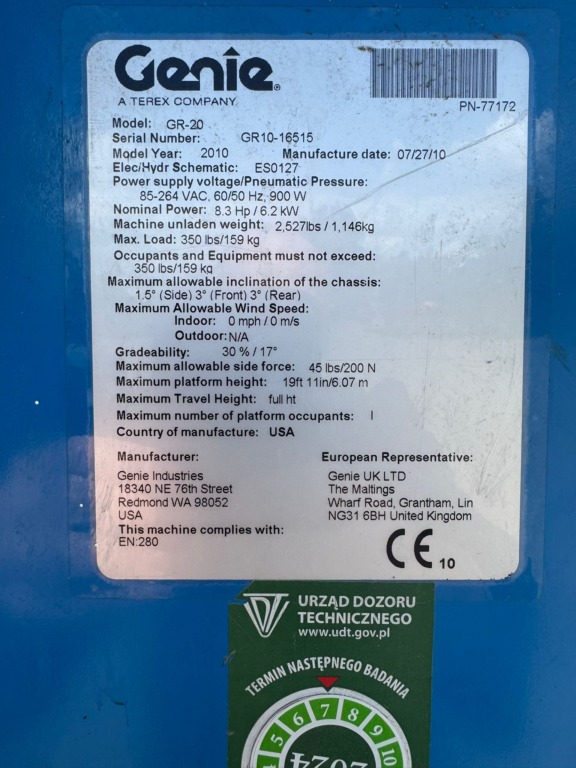 Genie
A TEREX COMPANY
PN-77172
Model: GR-20
Serial Number: GR10-16515
Model Year: 2010 Manufacture date: 07/27/10
Elec/Hydr Schematic: ES0127
Power supply voltage/Pneumatic Pressure:
85-264 VAC, 60/50 Hz, 900 W
Nominal Power: 8.3 Hp / 6.2 kW
Machine unladen weight: 2,527lbs / 1,146kg
Max. Load: 350 lbs/159 kg
Occupants and Equipment must not exceed:
350 lbs/159 kg
Maximum allowable inclination of the chassis:
1.5° (Side) 3° (Front) 3° (Rear)
Maximum Allowable Wind Speed:
Indoor: 0 mph / 0 m/s
Outdoor: N/A
Gradeability: 30 % / 17°
Maximum allowable side force: 45 lbs/200 N
Maximum platform height: 19ft 11in/6.07 m
Maximum Travel Height: full ht
Maximum number of platform occupants: 1
Country of manufacture: USA
Manufacturer:
Genie Industries
18340 NE 76th Street
Redmond WA 98052
USA
This machine complies with:
EN:280
European Representative:
Genie UK LTD
The Maltings
Wharf Road, Grantham, Lin
NG31 6BH United Kingdom
CE 10
URZĄD DOZORU
TECHNICZNEGO
www.udt.gov.pl
TERMIN NASTĘPNEGO BADANIA
4 5 6 7 8 9 10
2024